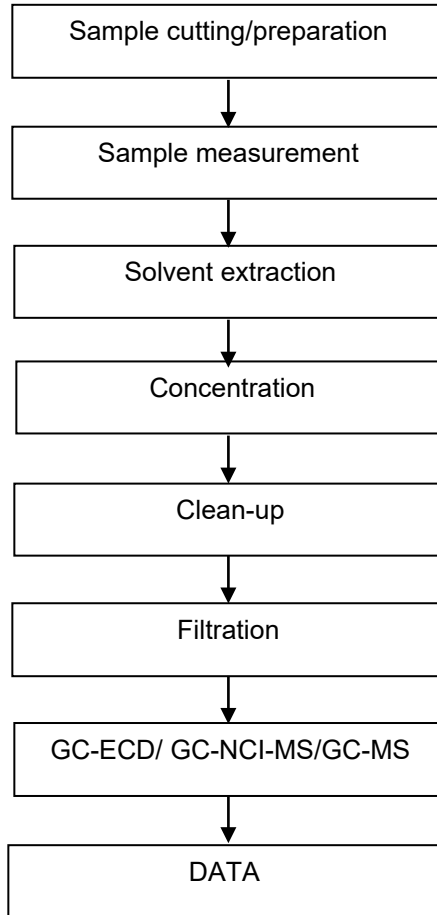 Sample cutting/preparation
Sample measurement
Solvent extraction
Concentration
Clean-up
Filtration
GC-ECD/ GC-NCI-MS/GC-MS
DATA